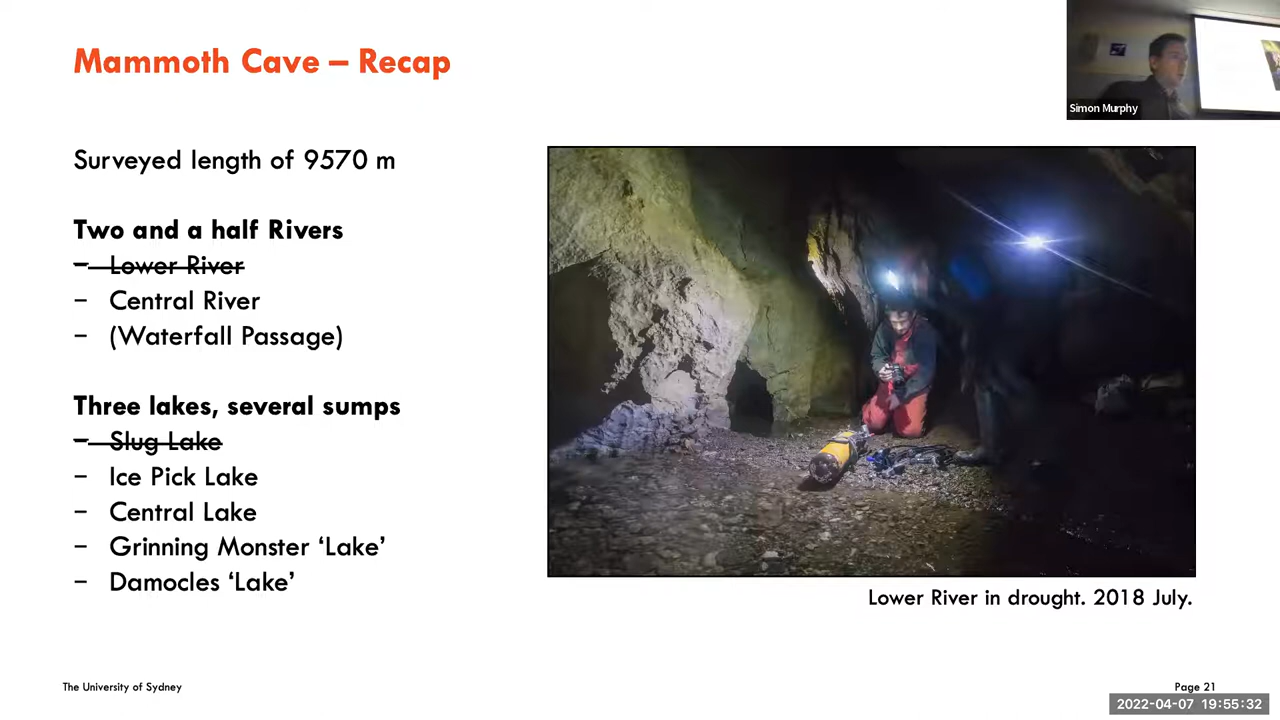 Mammoth Cave – Recap
Simon Murphy
Surveyed length of 9570 m
Two and a half Rivers
– Lower River
– Central River
– (Waterfall Passage)
Three lakes, several sumps
– Slug Lake
– Ice Pick Lake
– Central Lake
– Grinning Monster ‘Lake’
– Damocles ‘Lake’
Lower River in drought. 2018 July.
The University of Sydney
Page 21
2022-04-07 19:55:32